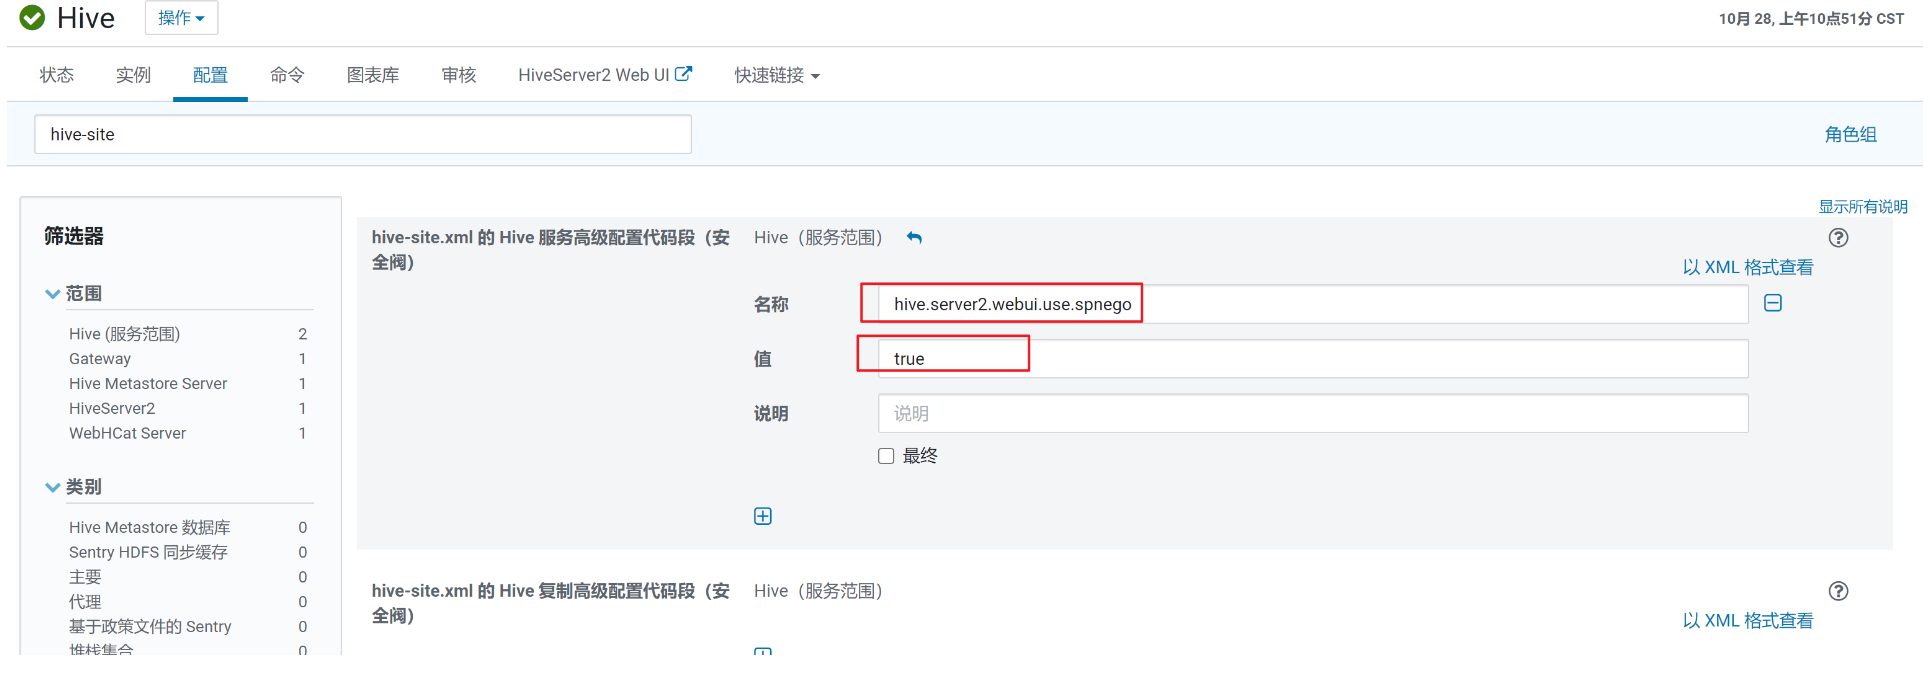 Hive 操作
10月 28, 上午10点51分 CST
状态 实例 配置 命令 图表库 审核 HiveServer2 Web UI 快速链接
hive-site
角色组
显示所有说明
筛选器
范围
Hive (服务范围) 2
Gateway 1
Hive Metastore Server 1
HiveServer2 1
WebHCat Server 1
类别
Hive Metastore 数据库 0
Sentry HDFS 同步缓存 0
主要 0
代理 0
基于政策文件的 Sentry 0
堆栈集合 0
hive-site.xml 的 Hive 服务高级配置代码段（安
全阀）
Hive（服务范围）
以 XML 格式查看
名称 hive.server2.webui.use.spnego
值 true
说明 说明
最终
hive-site.xml 的 Hive 复制高级配置代码段（安
全阀）
Hive（服务范围）
以 XML 格式查看